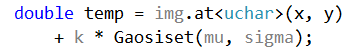 double temp = img.at<uchar>(x, y)
+ k * Gaosiset(mu, sigma);